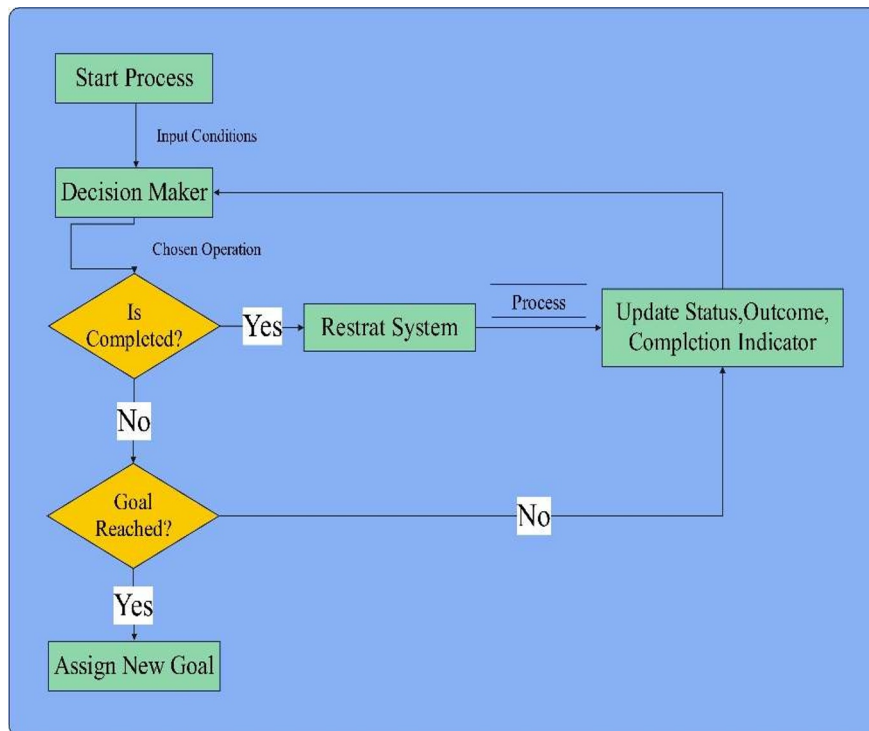 Start Process
Input Conditions
Decision Maker
Chosen Operation
Is
Completed?
Yes
Restrat System
Process
Update Status,Outcome,
Completion Indicator
No
Goal
Reached?
No
Yes
Assign New Goal